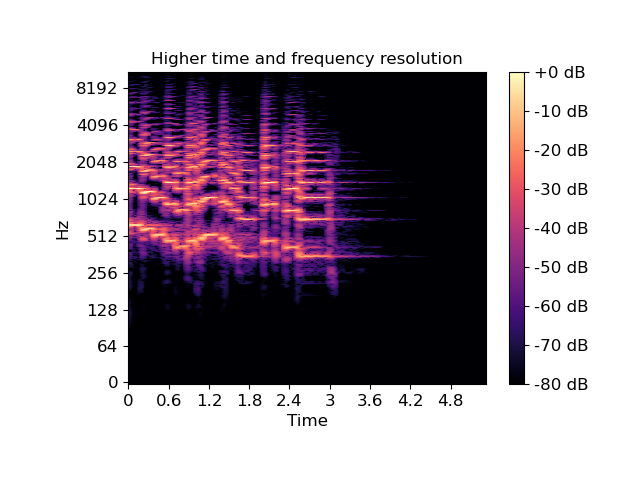 Higher time and frequency resolution
8192
4096
2048
1024
512
256
128
64
0
Hz
0 0.6 1.2 1.8 2.4 3 3.6 4.2 4.8
Time
+0 dB
-10 dB
-20 dB
-30 dB
-40 dB
-50 dB
-60 dB
-70 dB
-80 dB